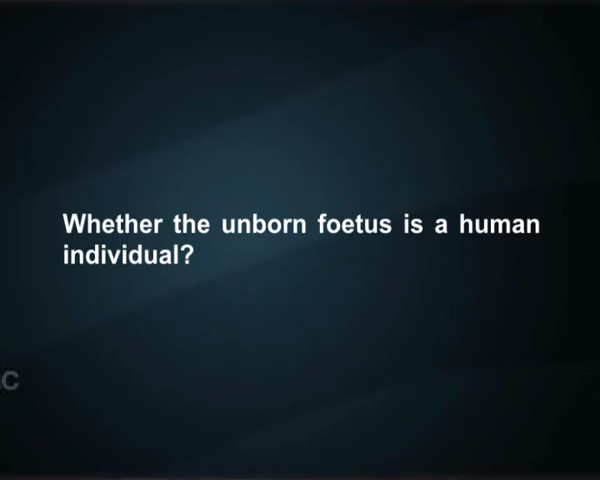 Whether the unborn foetus is a human
individual?